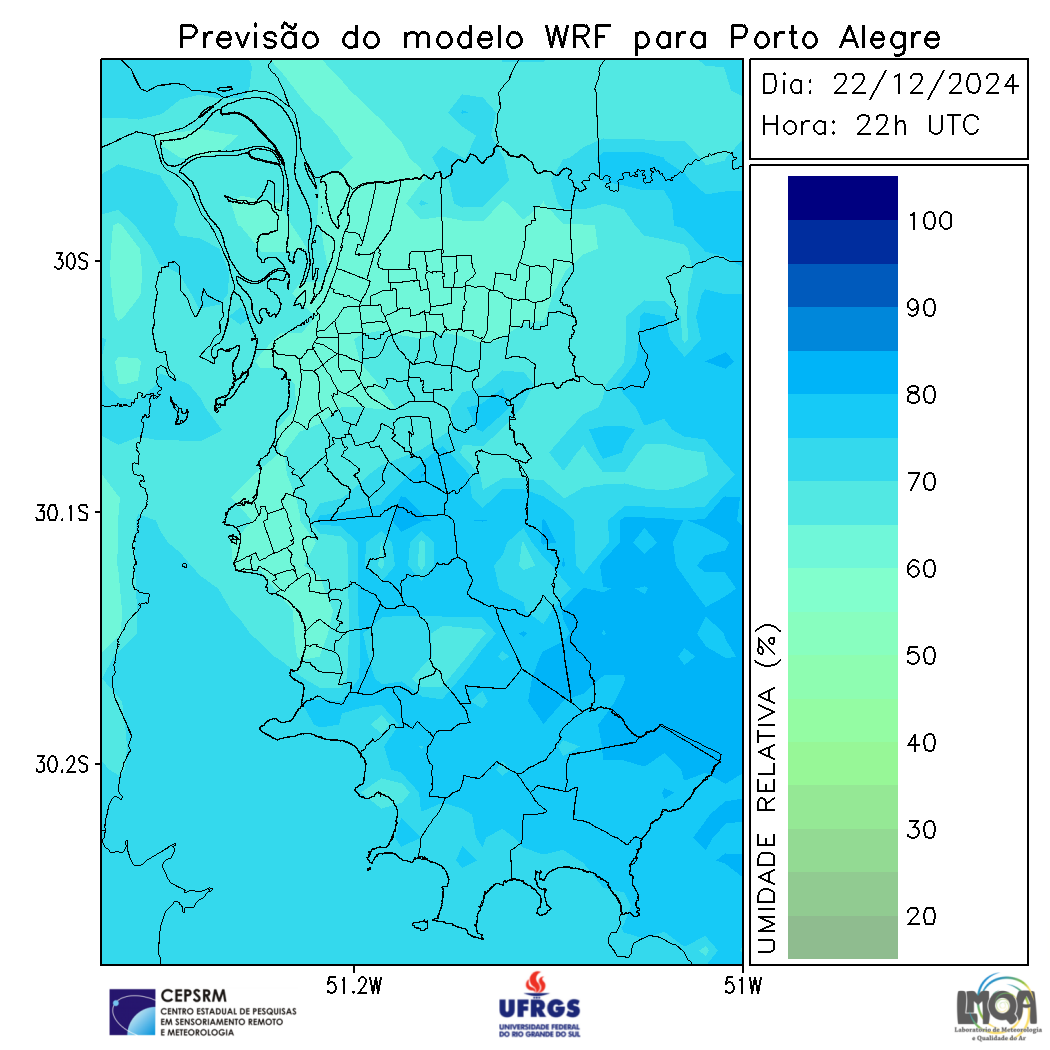 Previsão do modelo WRF para Porto Alegre
Dia: 22/12/2024
Hora: 22h UTC
30S
30.1S
30.2S
51.2W
51W
UMIDADE RELATIVA (%)
100
90
80
70
60
50
40
30
20
CEPSRM
CENTRO ESTADUAL DE PESQUISAS
EM SENSORIAMENTO REMOTO
E METEOROLOGIA
UFRGS
UNIVERSIDADE FEDERAL
DO RIO GRANDE DO SUL
LMQA
Laboratório de Meteorologia
e Qualidade do Ar